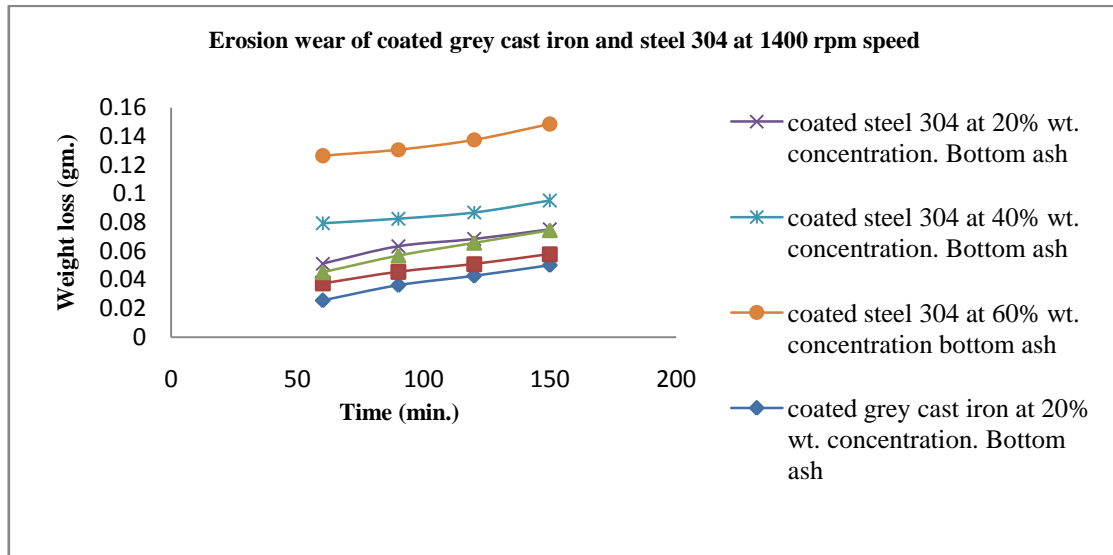 Erosion wear of coated grey cast iron and steel 304 at 1400 rpm speed
0.16
0.14
0.12
0.1
0.08
0.06
0.04
0.02
0
Weight loss (gm.)
0
50
100
150
200
Time (min.)
coated steel 304 at 20% wt.
concentration. Bottom ash
coated steel 304 at 40% wt.
concentration. Bottom ash
coated steel 304 at 60% wt.
concentration bottom ash
coated grey cast iron at 20%
wt. concentration. Bottom
ash